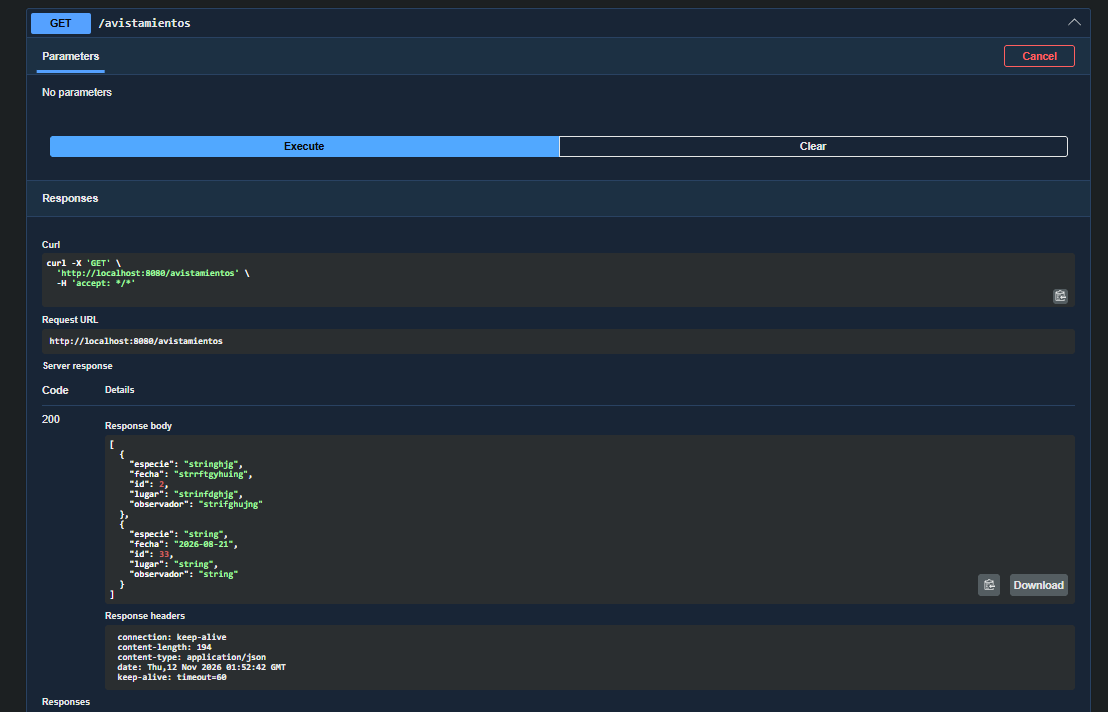 GET /avistamientos
Parameters
Cancel
No parameters
Execute
Clear
Responses
Curl
curl -X 'GET' \
  'http://localhost:8080/avistamientos' \
  -H 'accept: */*'
Request URL
http://localhost:8080/avistamientos
Server response
Code Details
200
Response body
[
  {
    "especie": "stringhjg",
    "fecha": "strrftgyhuing",
    "id": 2,
    "lugar": "strinfdghjg",
    "observador": "strifghujng"
  },
  {
    "especie": "string",
    "fecha": "2026-08-21",
    "id": 33,
    "lugar": "string",
    "observador": "string"
  }
]
Download
Response headers
connection: keep-alive
content-length: 194
content-type: application/json
date: Thu,12 Nov 2026 01:52:42 GMT
keep-alive: timeout=60
Responses